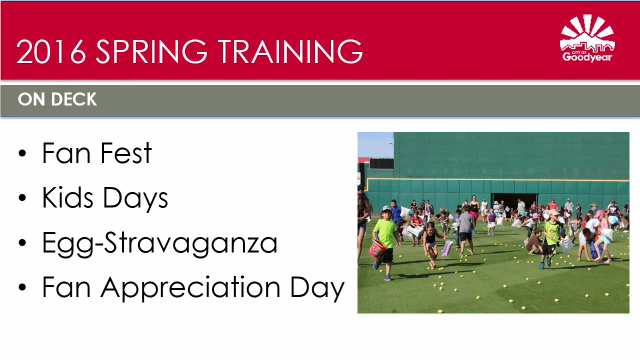 2016 SPRING TRAINING
CITY OF
Goodyear
ON DECK
• Fan Fest
• Kids Days
• Egg-Stravaganza
• Fan Appreciation Day